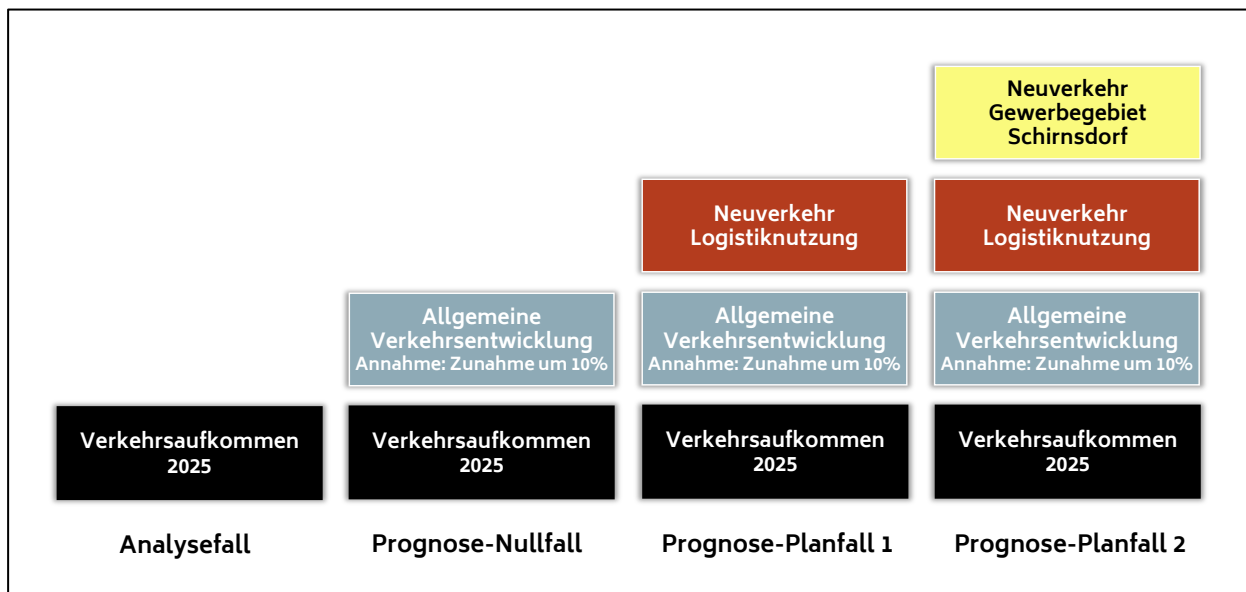 Neuverkehr
Gewerbegebiet
Schirnsdorf
Neuverkehr
Logistiknutzung
Neuverkehr
Logistiknutzung
Allgemeine
Verkehrsentwicklung
Annahme: Zunahme um 10%
Allgemeine
Verkehrsentwicklung
Annahme: Zunahme um 10%
Allgemeine
Verkehrsentwicklung
Annahme: Zunahme um 10%
Verkehrsaufkommen
2025
Verkehrsaufkommen
2025
Verkehrsaufkommen
2025
Verkehrsaufkommen
2025
Analysefall
Prognose-Nullfall
Prognose-Planfall 1
Prognose-Planfall 2